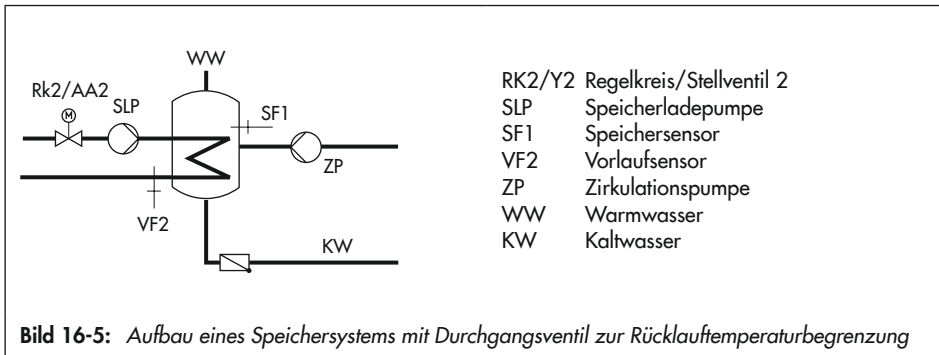 WW
Rk2/AA2
M
SLP
SF1
ZP
VF2
KW
RK2/Y2 Regelkreis/Stellventil 2
SLP Speicherladepumpe
SF1 Speichersensor
VF2 Vorlaufsensor
ZP Zirkulationspumpe
WW Warmwasser
KW Kaltwasser
Bild 16-5: Aufbau eines Speichersystems mit Durchgangsventil zur Rücklauftemperaturbegrenzung